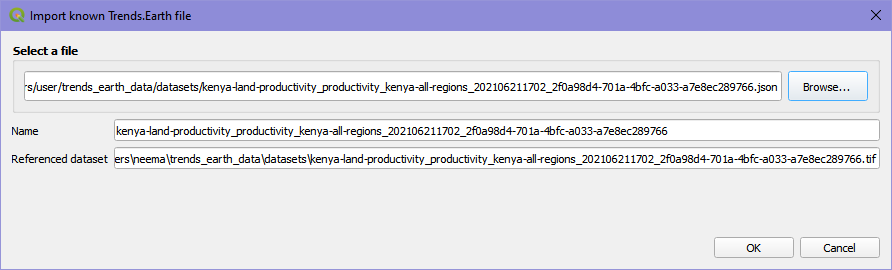 Import known Trends.Earth file
Select a file
rs/user/trends_earth_data/datasets/kenya-land-productivity_productivity_kenya-all-regions_202106211702_2f0a98d4-701a-4bfc-a033-a7e8ec289766.json
Browse...
Name
kenya-land-productivity_productivity_kenya-all-regions_202106211702_2f0a98d4-701a-4bfc-a033-a7e8ec289766
Referenced dataset
ers\neema\trends_earth_data\datasets\kenya-land-productivity_productivity_kenya-all-regions_202106211702_2f0a98d4-701a-4bfc-a033-a7e8ec289766.tif
OK
Cancel